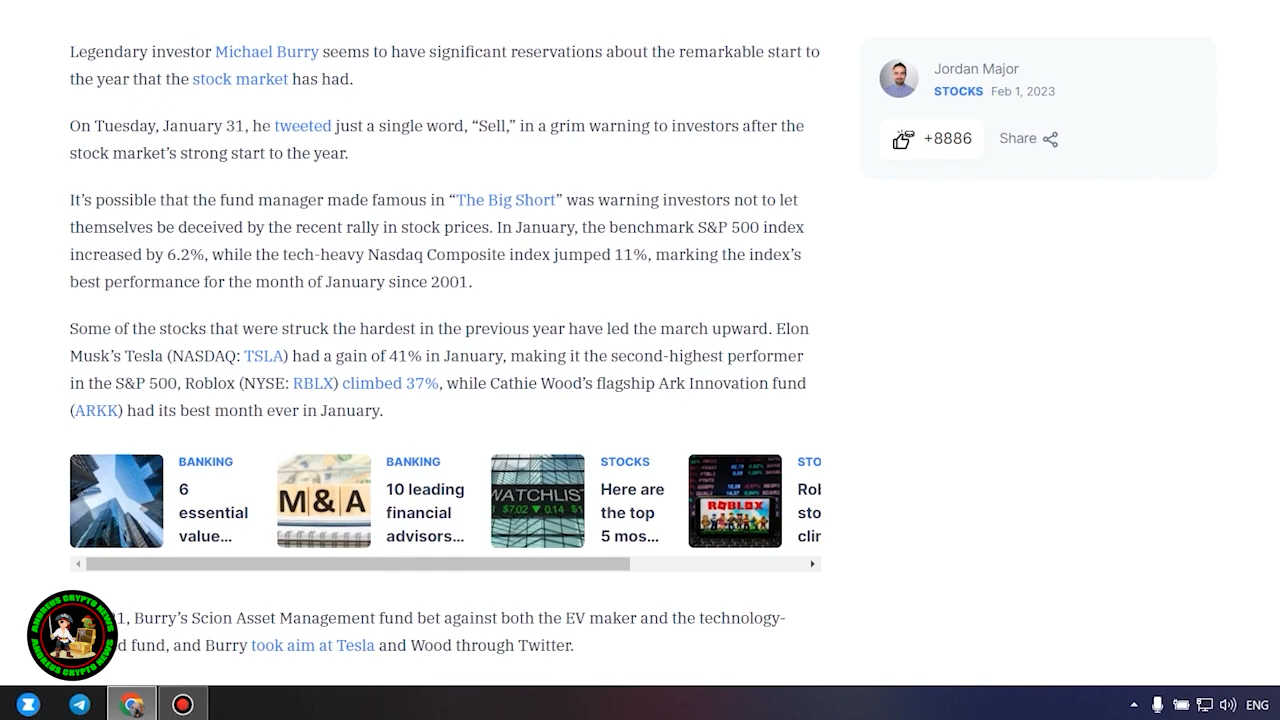 Legendary investor Michael Burry seems to have significant reservations about the remarkable start to
the year that the stock market has had.
On Tuesday, January 31, he tweeted just a single word, “Sell,” in a grim warning to investors after the
stock market’s strong start to the year.
It’s possible that the fund manager made famous in “The Big Short” was warning investors not to let
themselves be deceived by the recent rally in stock prices. In January, the benchmark S&P 500 index
increased by 6.2%, while the tech-heavy Nasdaq Composite index jumped 11%, marking the index’s
best performance for the month of January since 2001.
Some of the stocks that were struck the hardest in the previous year have led the march upward. Elon
Musk’s Tesla (NASDAQ: TSLA) had a gain of 41% in January, making it the second-highest performer
in the S&P 500, Roblox (NYSE: RBLX) climbed 37%, while Cathie Wood’s flagship Ark Innovation fund
(ARKK) had its best month ever in January.
Jordan Major
STOCKS Feb 1, 2023
+8886 Share
BANKING
6
essential
value...
M&A
BANKING
10 leading
financial
advisors...
WATCHLIST
$7.02 ▼ 0.14
STOCKS
Here are
the top
5 mos...
ROBLOX
STO
Rol
sto
clir
1, Burry’s Scion Asset Management fund bet against both the EV maker and the technology-
d fund, and Burry took aim at Tesla and Wood through Twitter.
ANDREUS CRYPTO NEWS
ANDREUS CRYPTO NEWS
ENG